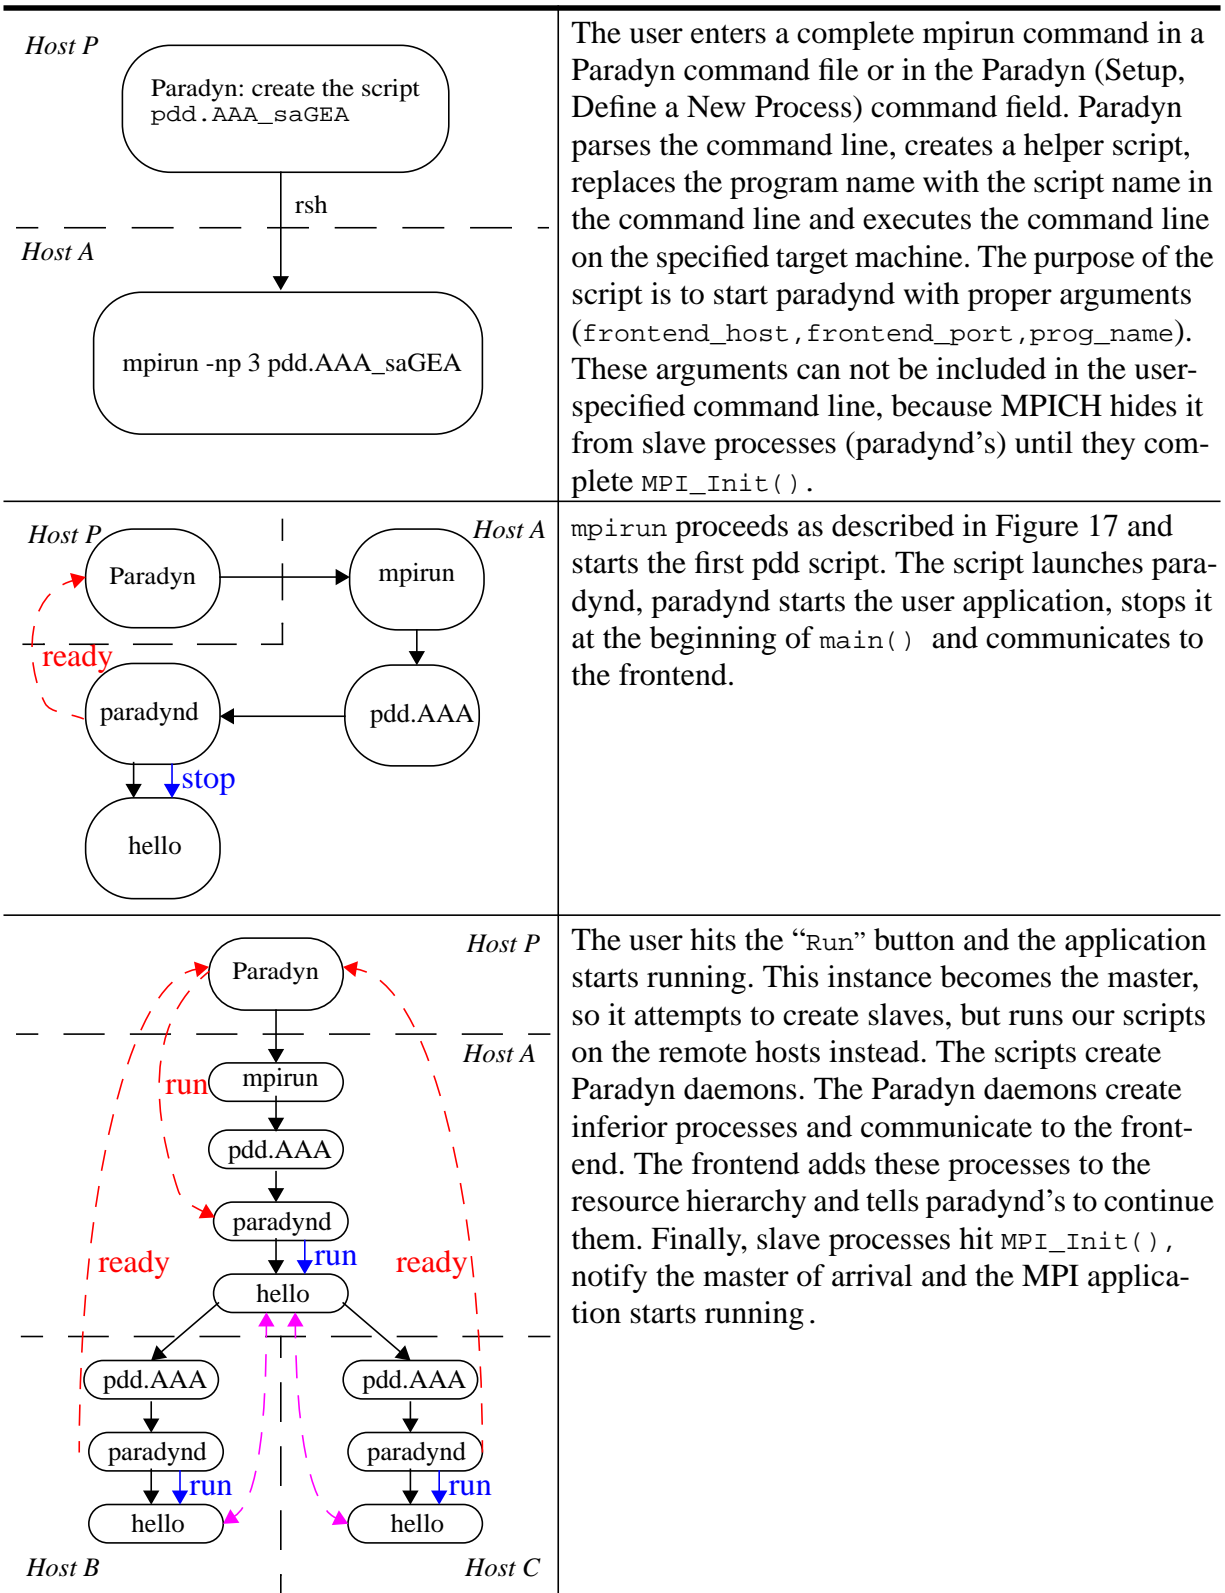 Host P
Paradyn: create the script
pdd.AAA_saGEA
rsh
Host A
mpirun -np 3 pdd.AAA_saGEA
The user enters a complete mpirun command in a
Paradyn command file or in the Paradyn (Setup,
Define a New Process) command field. Paradyn
parses the command line, creates a helper script,
replaces the program name with the script name in
the command line and executes the command line
on the specified target machine. The purpose of the
script is to start paradynd with proper arguments
(frontend_host,frontend_port,prog_name).
These arguments can not be included in the user-
specified command line, because MPICH hides it
from slave processes (paradynd's) until they com-
plete MPI_Init().
Host P
Host A
Paradyn
mpirun
ready
paradynd
pdd.AAA
stop
hello
mpirun proceeds as described in Figure 17 and
starts the first pdd script. The script launches para-
dynd, paradynd starts the user application, stops it
at the beginning of main() and communicates to
the frontend.
Host P
Paradyn
Host A
run
mpirun
pdd.AAA
paradynd
ready
run
ready
hello
pdd.AAA
pdd.AAA
paradynd
paradynd
run
run
hello
hello
Host B
Host C
The user hits the “Run” button and the application
starts running. This instance becomes the master,
so it attempts to create slaves, but runs our scripts
on the remote hosts instead. The scripts create
Paradyn daemons. The Paradyn daemons create
inferior processes and communicate to the front-
end. The frontend adds these processes to the
resource hierarchy and tells paradynd's to continue
them. Finally, slave processes hit MPI_Init(),
notify the master of arrival and the MPI applica-
tion starts running.